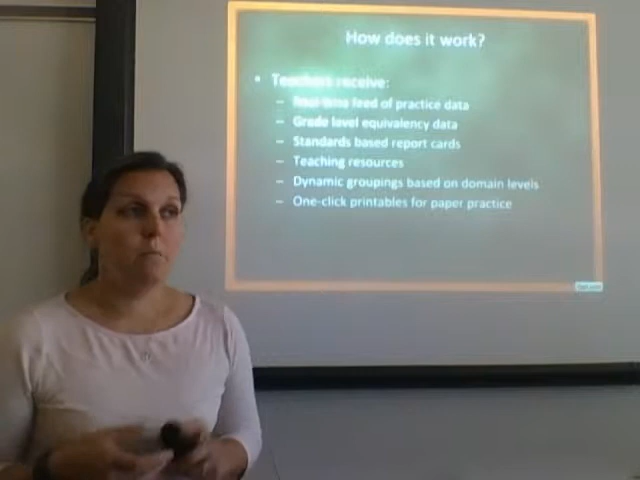 How does it work?
• Teachers receive:
– Real-time feed of practice data
– Grade level equivalency data
– Standards based report cards
– Teaching resources
– Dynamic groupings based on domain levels
– One-click printables for paper practice